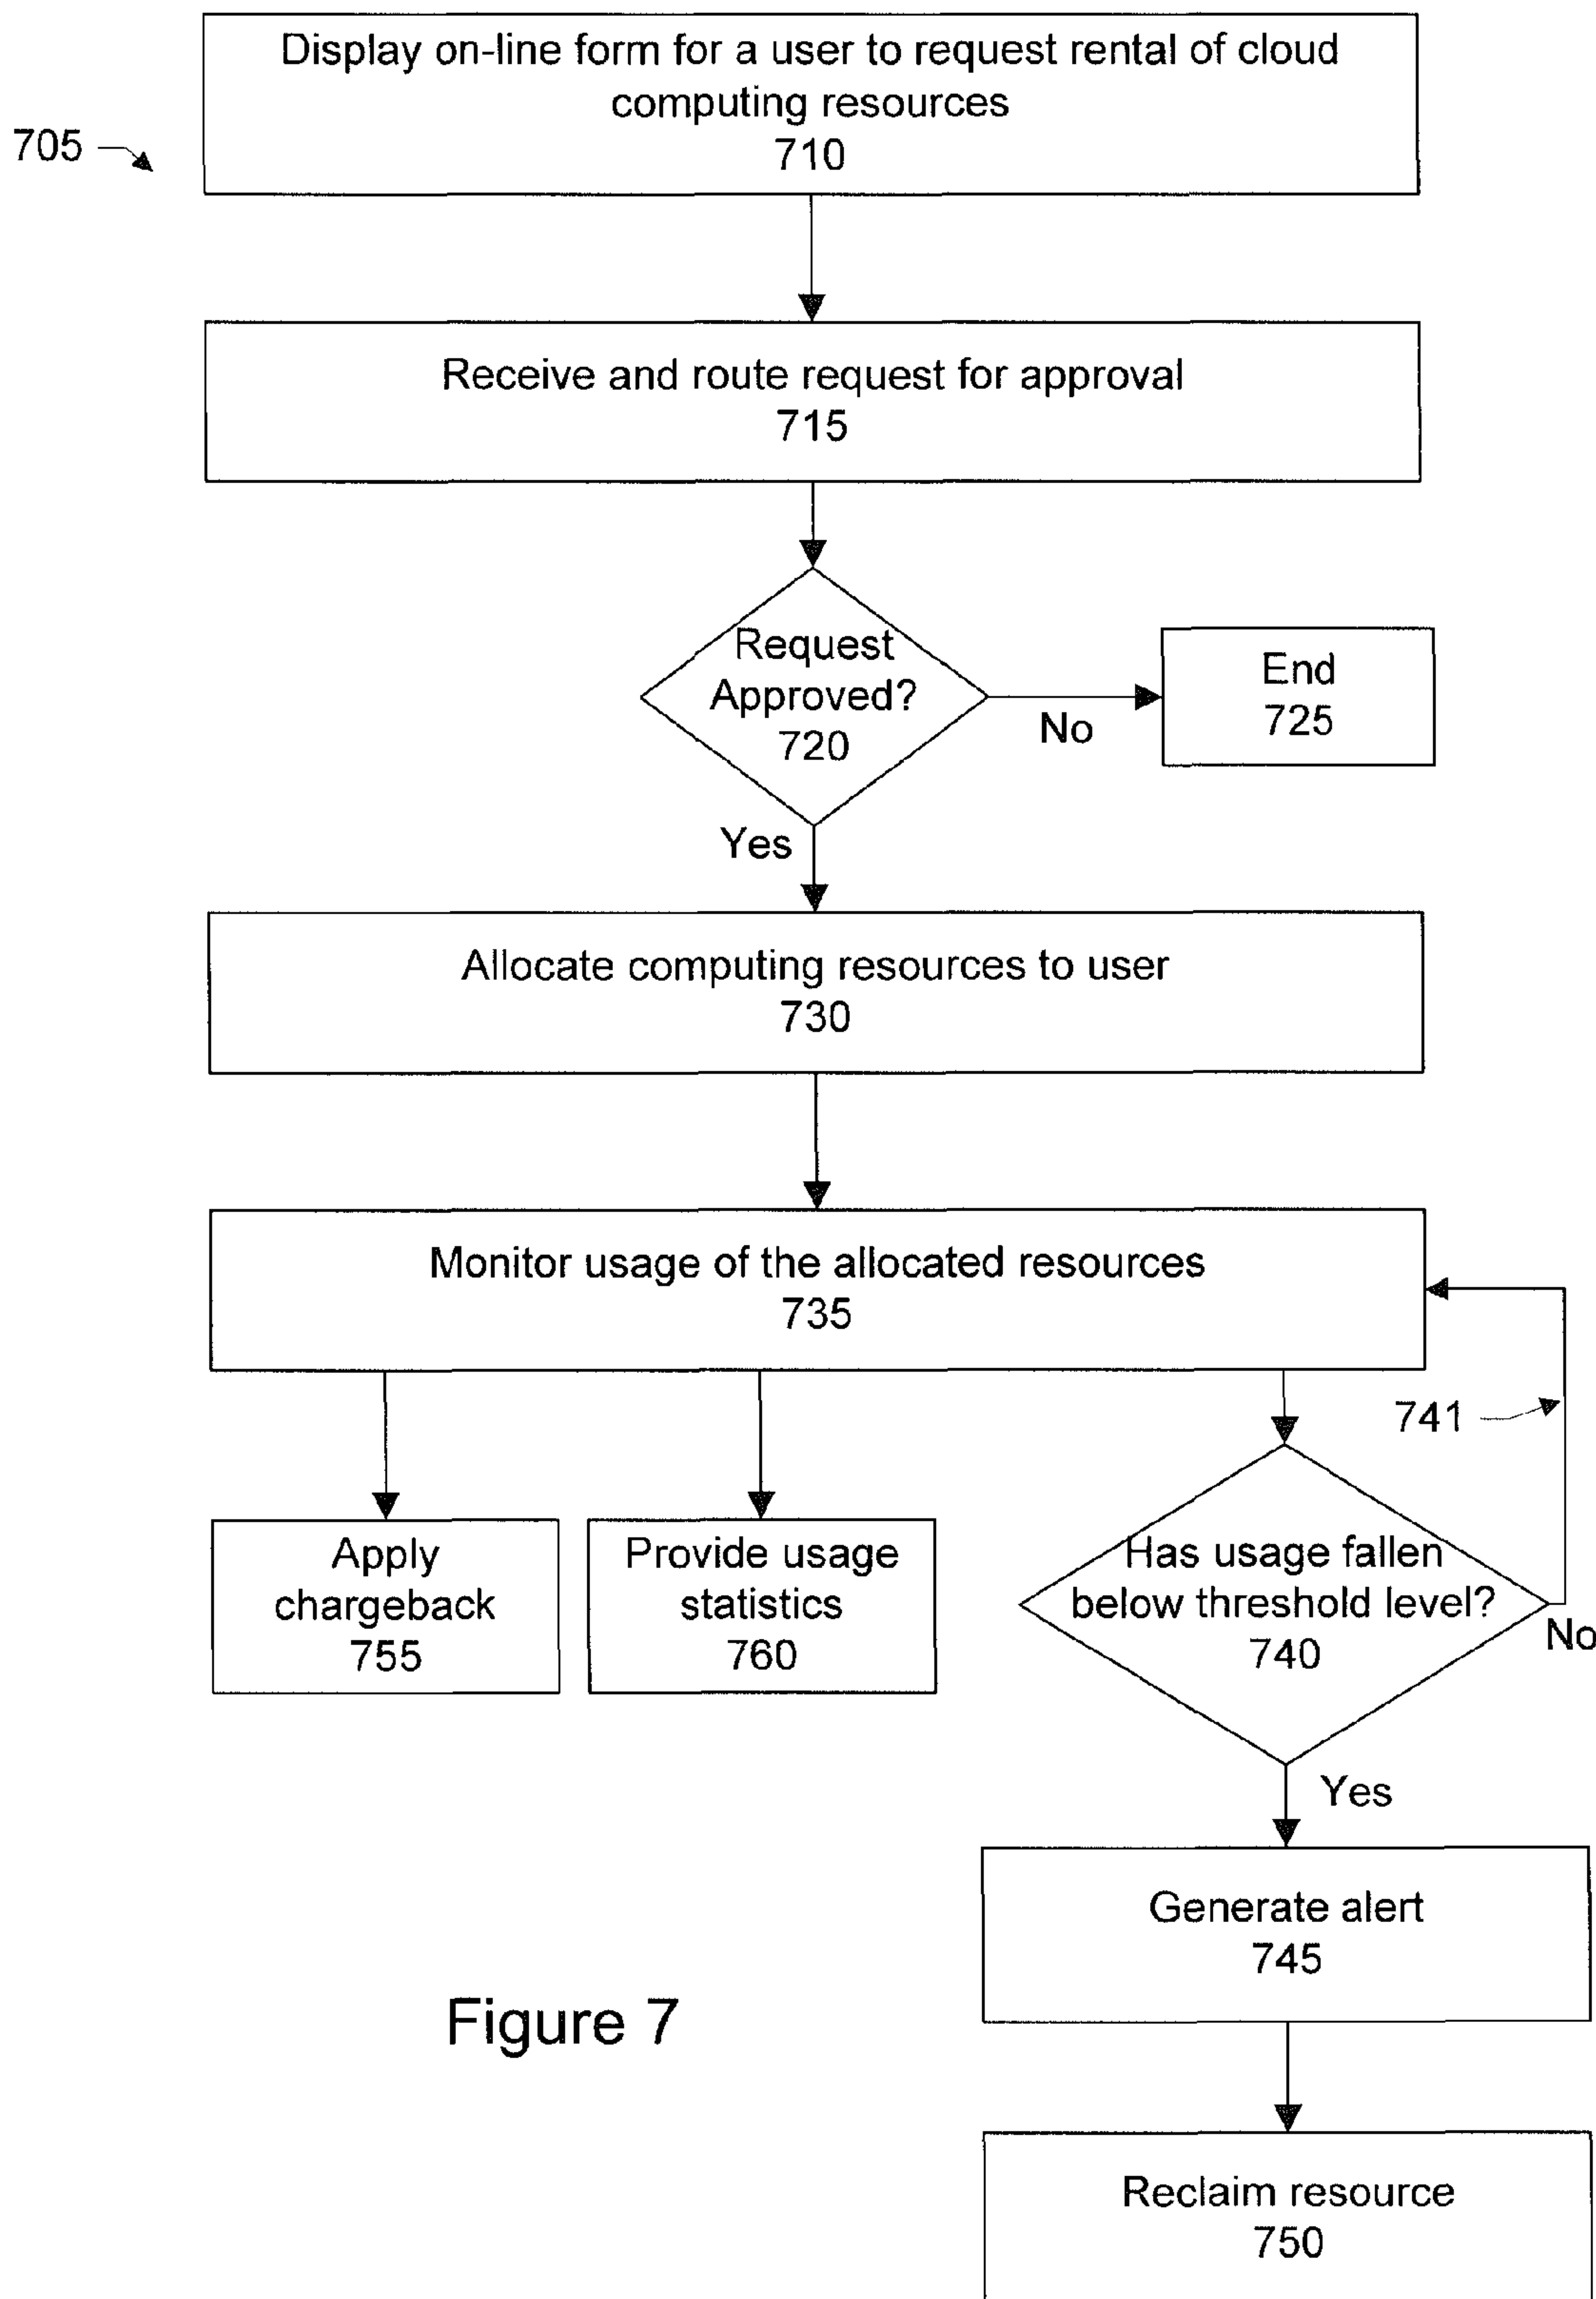 Display on-line form for a user to request rental of cloud
computing resources
710
705
Receive and route request for approval
715
Request
Approved?
720
No
End
725
Yes
Allocate computing resources to user
730
Monitor usage of the allocated resources
735
741
Apply
chargeback
755
Provide usage
statistics
760
Has usage fallen
below threshold level?
740
No
Yes
Generate alert
745
Figure 7
Reclaim resource
750